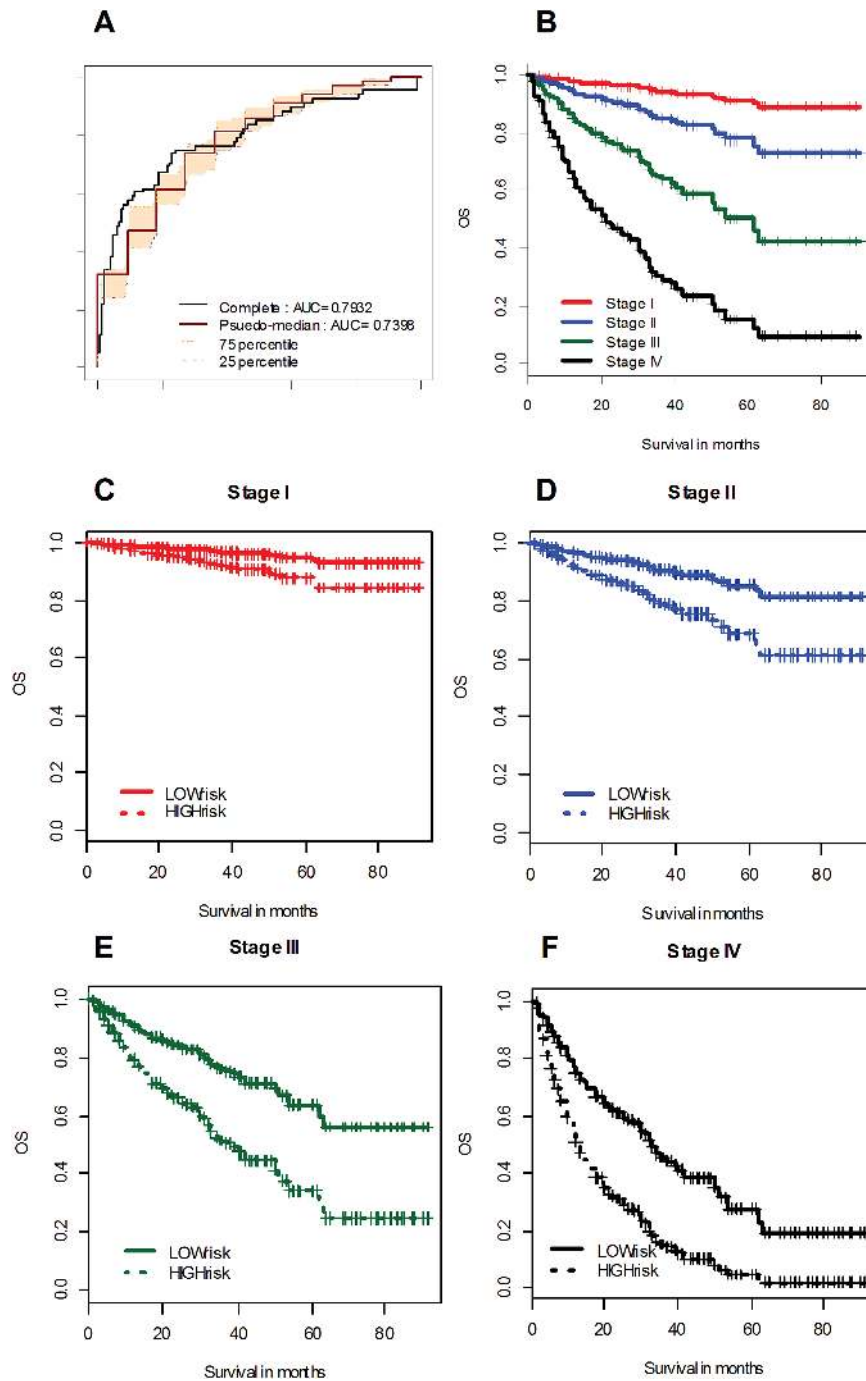 A
Complete : AUC= 0.7932
Psuedo-median : AUC= 0.7398
75 percentile
25 percentile
B
OS
1.0
0.8
0.6
0.4
0.2
0.0
Stage I
Stage II
Stage III
Stage IV
0 20 40 60 80
Survival in months
C
Stage I
OS
1.0
0.8
0.6
0.4
0.2
0.0
LOWrisk
HIGHrisk
0 20 40 60 80
Survival in months
D
Stage II
OS
1.0
0.8
0.6
0.4
0.2
0.0
LOWrisk
HIGHrisk
0 20 40 60 80
Survival in months
E
Stage III
OS
1.0
0.8
0.6
0.4
0.2
0.0
LOWrisk
HIGHrisk
0 20 40 60 80
Survival in months
F
Stage IV
OS
1.0
0.8
0.6
0.4
0.2
0.0
LOWrisk
HIGHrisk
0 20 40 60 80
Survival in months